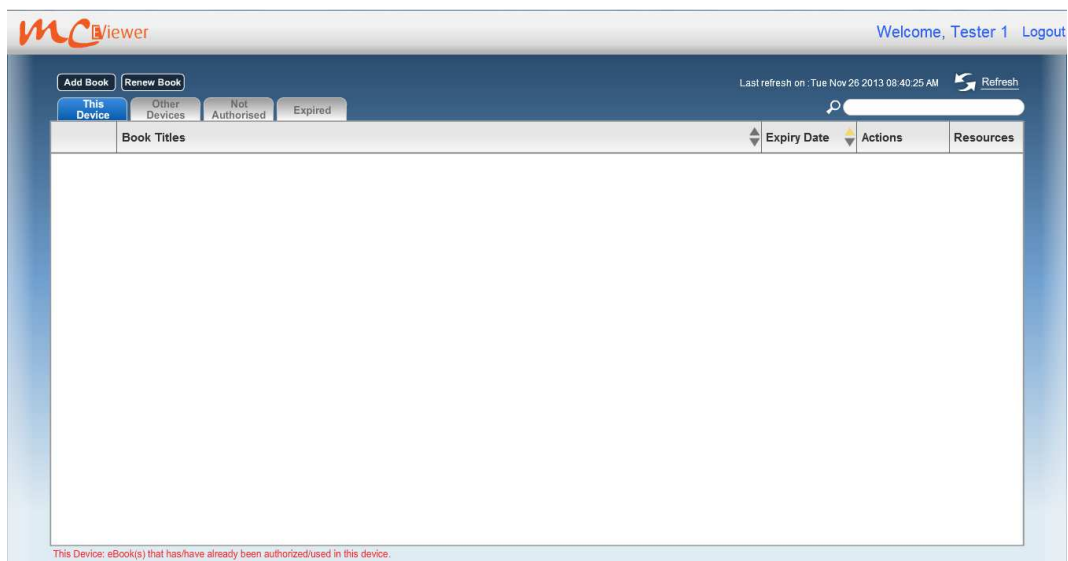 MCEViewer
Welcome, Tester 1 Logout
Add Book Renew Book
Last refresh on :Tue Nov 26 2013 08:40:25 AM Refresh
This Device Other Devices Not Authorised Expired
Book Titles Expiry Date Actions Resources
This Device: eBook(s) that has/have already been authorized/used in this device.